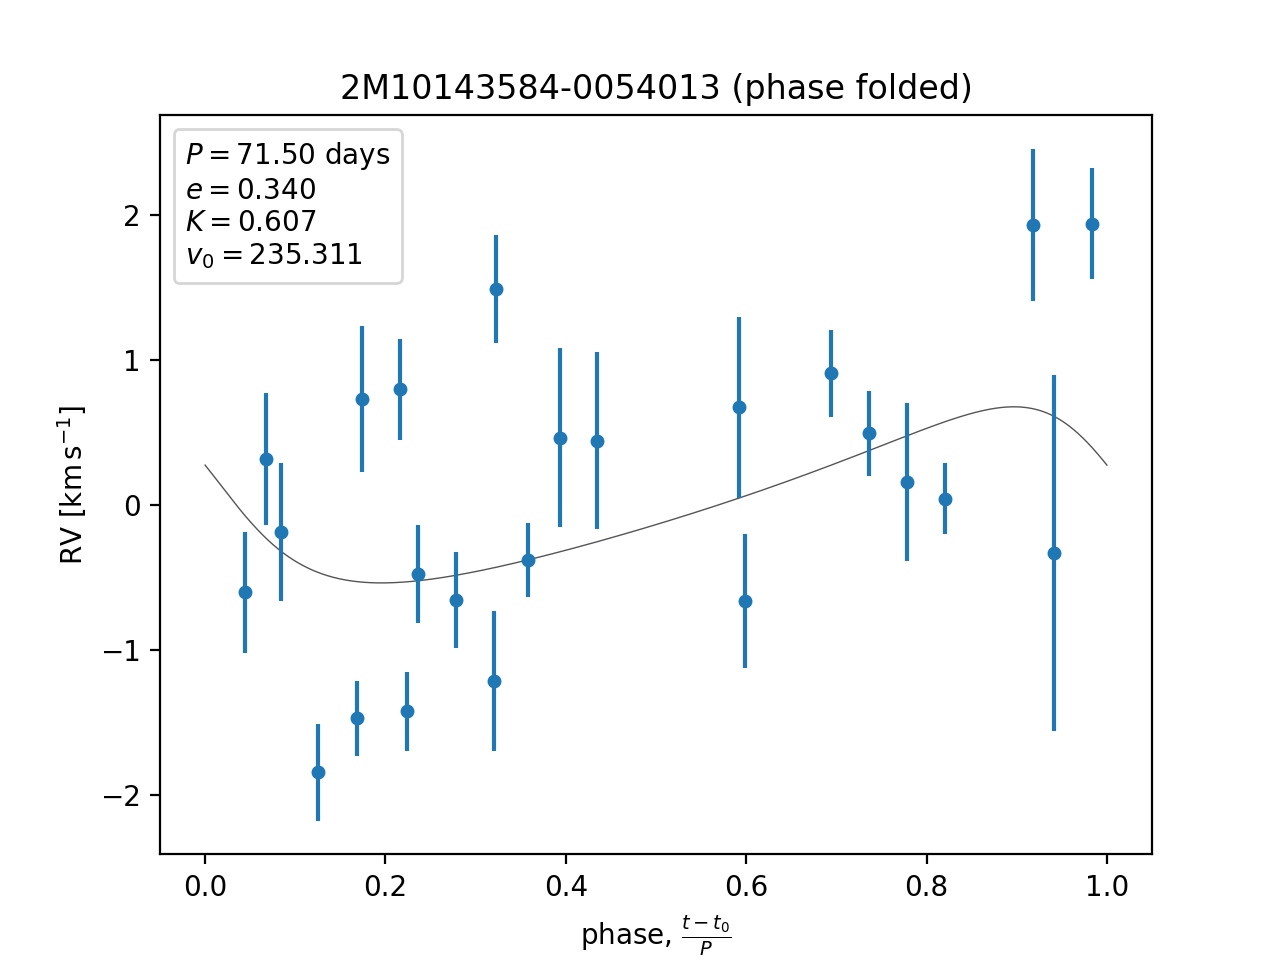 2M10143584-0054013 (phase folded)
P = 71.50 days
e = 0.340
K = 0.607
v₀ = 235.311
RV [km s⁻¹]
2
1
0
−1
−2
0.0 0.2 0.4 0.6 0.8 1.0
phase, (t − t₀)/P